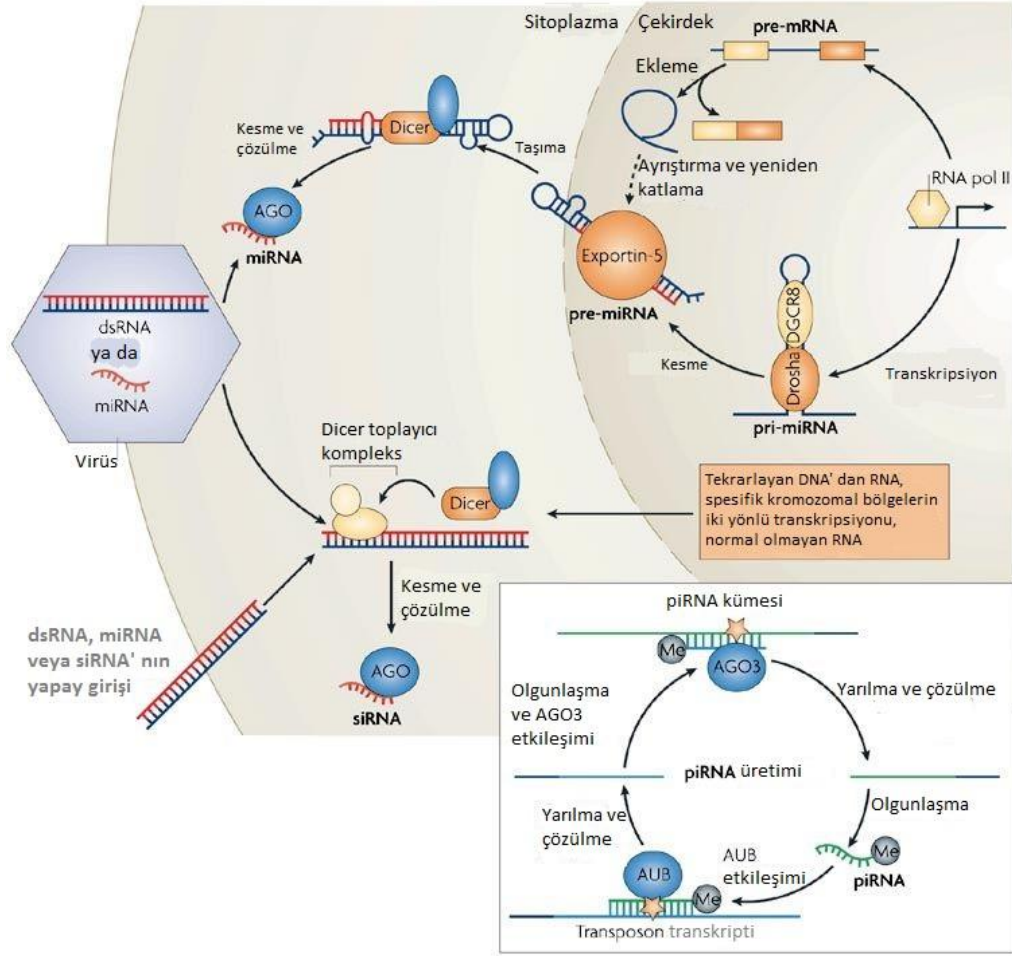 Sitoplazma
Çekirdek
pre-mRNA
Ekleme
Kesme ve
çözülme
Dicer
Taşıma
Ayrıştırma ve yeniden
katlama
RNA pol II
AGO
miRNA
Exportin-5
pre-miRNA
DGCR8
Drosha
Kesme
Transkripsiyon
pri-miRNA
dsRNA
ya da
miRNA
Virüs
Dicer toplayıcı
kompleks
Dicer
Tekrarlayan DNA' dan RNA,
spesifik kromozomal bölgelerin
iki yönlü transkripsiyonu,
normal olmayan RNA
Kesme ve
çözülme
dsRNA, miRNA
veya siRNA' nın
yapay girişi
AGO
siRNA
piRNA kümesi
Me
AGO3
Olgunlaşma
ve AGO3
etkileşimi
Yarılma ve çözülme
piRNA üretimi
Yarılma ve
çözülme
Olgunlaşma
Me
piRNA
AUB
etkileşimi
AUB
Me
Transposon transkripti